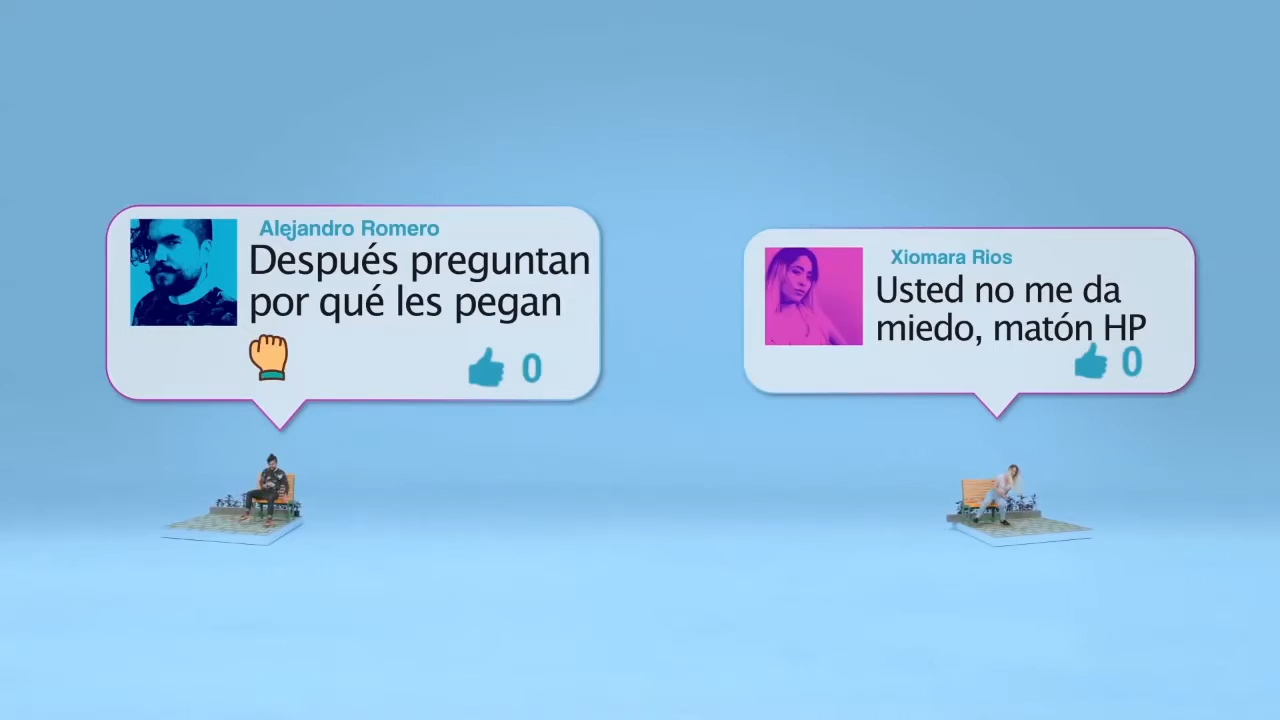 Alejandro Romero
Después preguntan
por qué les pegan
0
Xiomara Rios
Usted no me da
miedo, matón HP
0